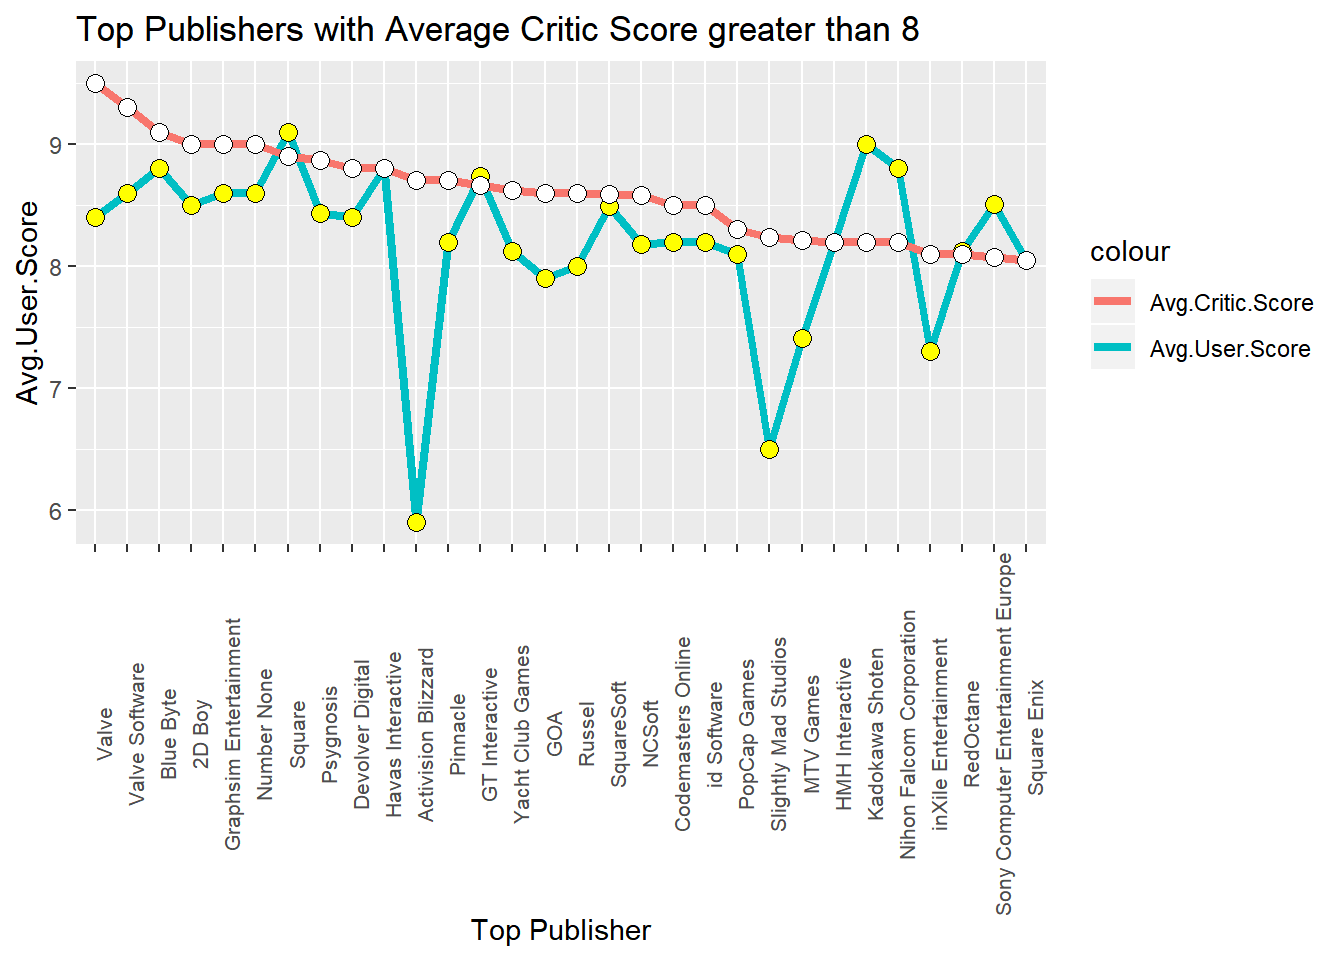 Top Publishers with Average Critic Score greater than 8
Avg.User.Score
9
8
7
6
colour
Avg.Critic.Score
Avg.User.Score
Valve
Valve Software
Blue Byte
2D Boy
Graphsim Entertainment
Number None
Square
Psygnosis
Devolver Digital
Havas Interactive
Activision Blizzard
Pinnacle
GT Interactive
Yacht Club Games
GOA
Russel
SquareSoft
NCSoft
Codemasters Online
id Software
PopCap Games
Slightly Mad Studios
MTV Games
HMH Interactive
Kadokawa Shoten
Nihon Falcom Corporation
inXile Entertainment
RedOctane
Sony Computer Entertainment Europe
Square Enix
Top Publisher